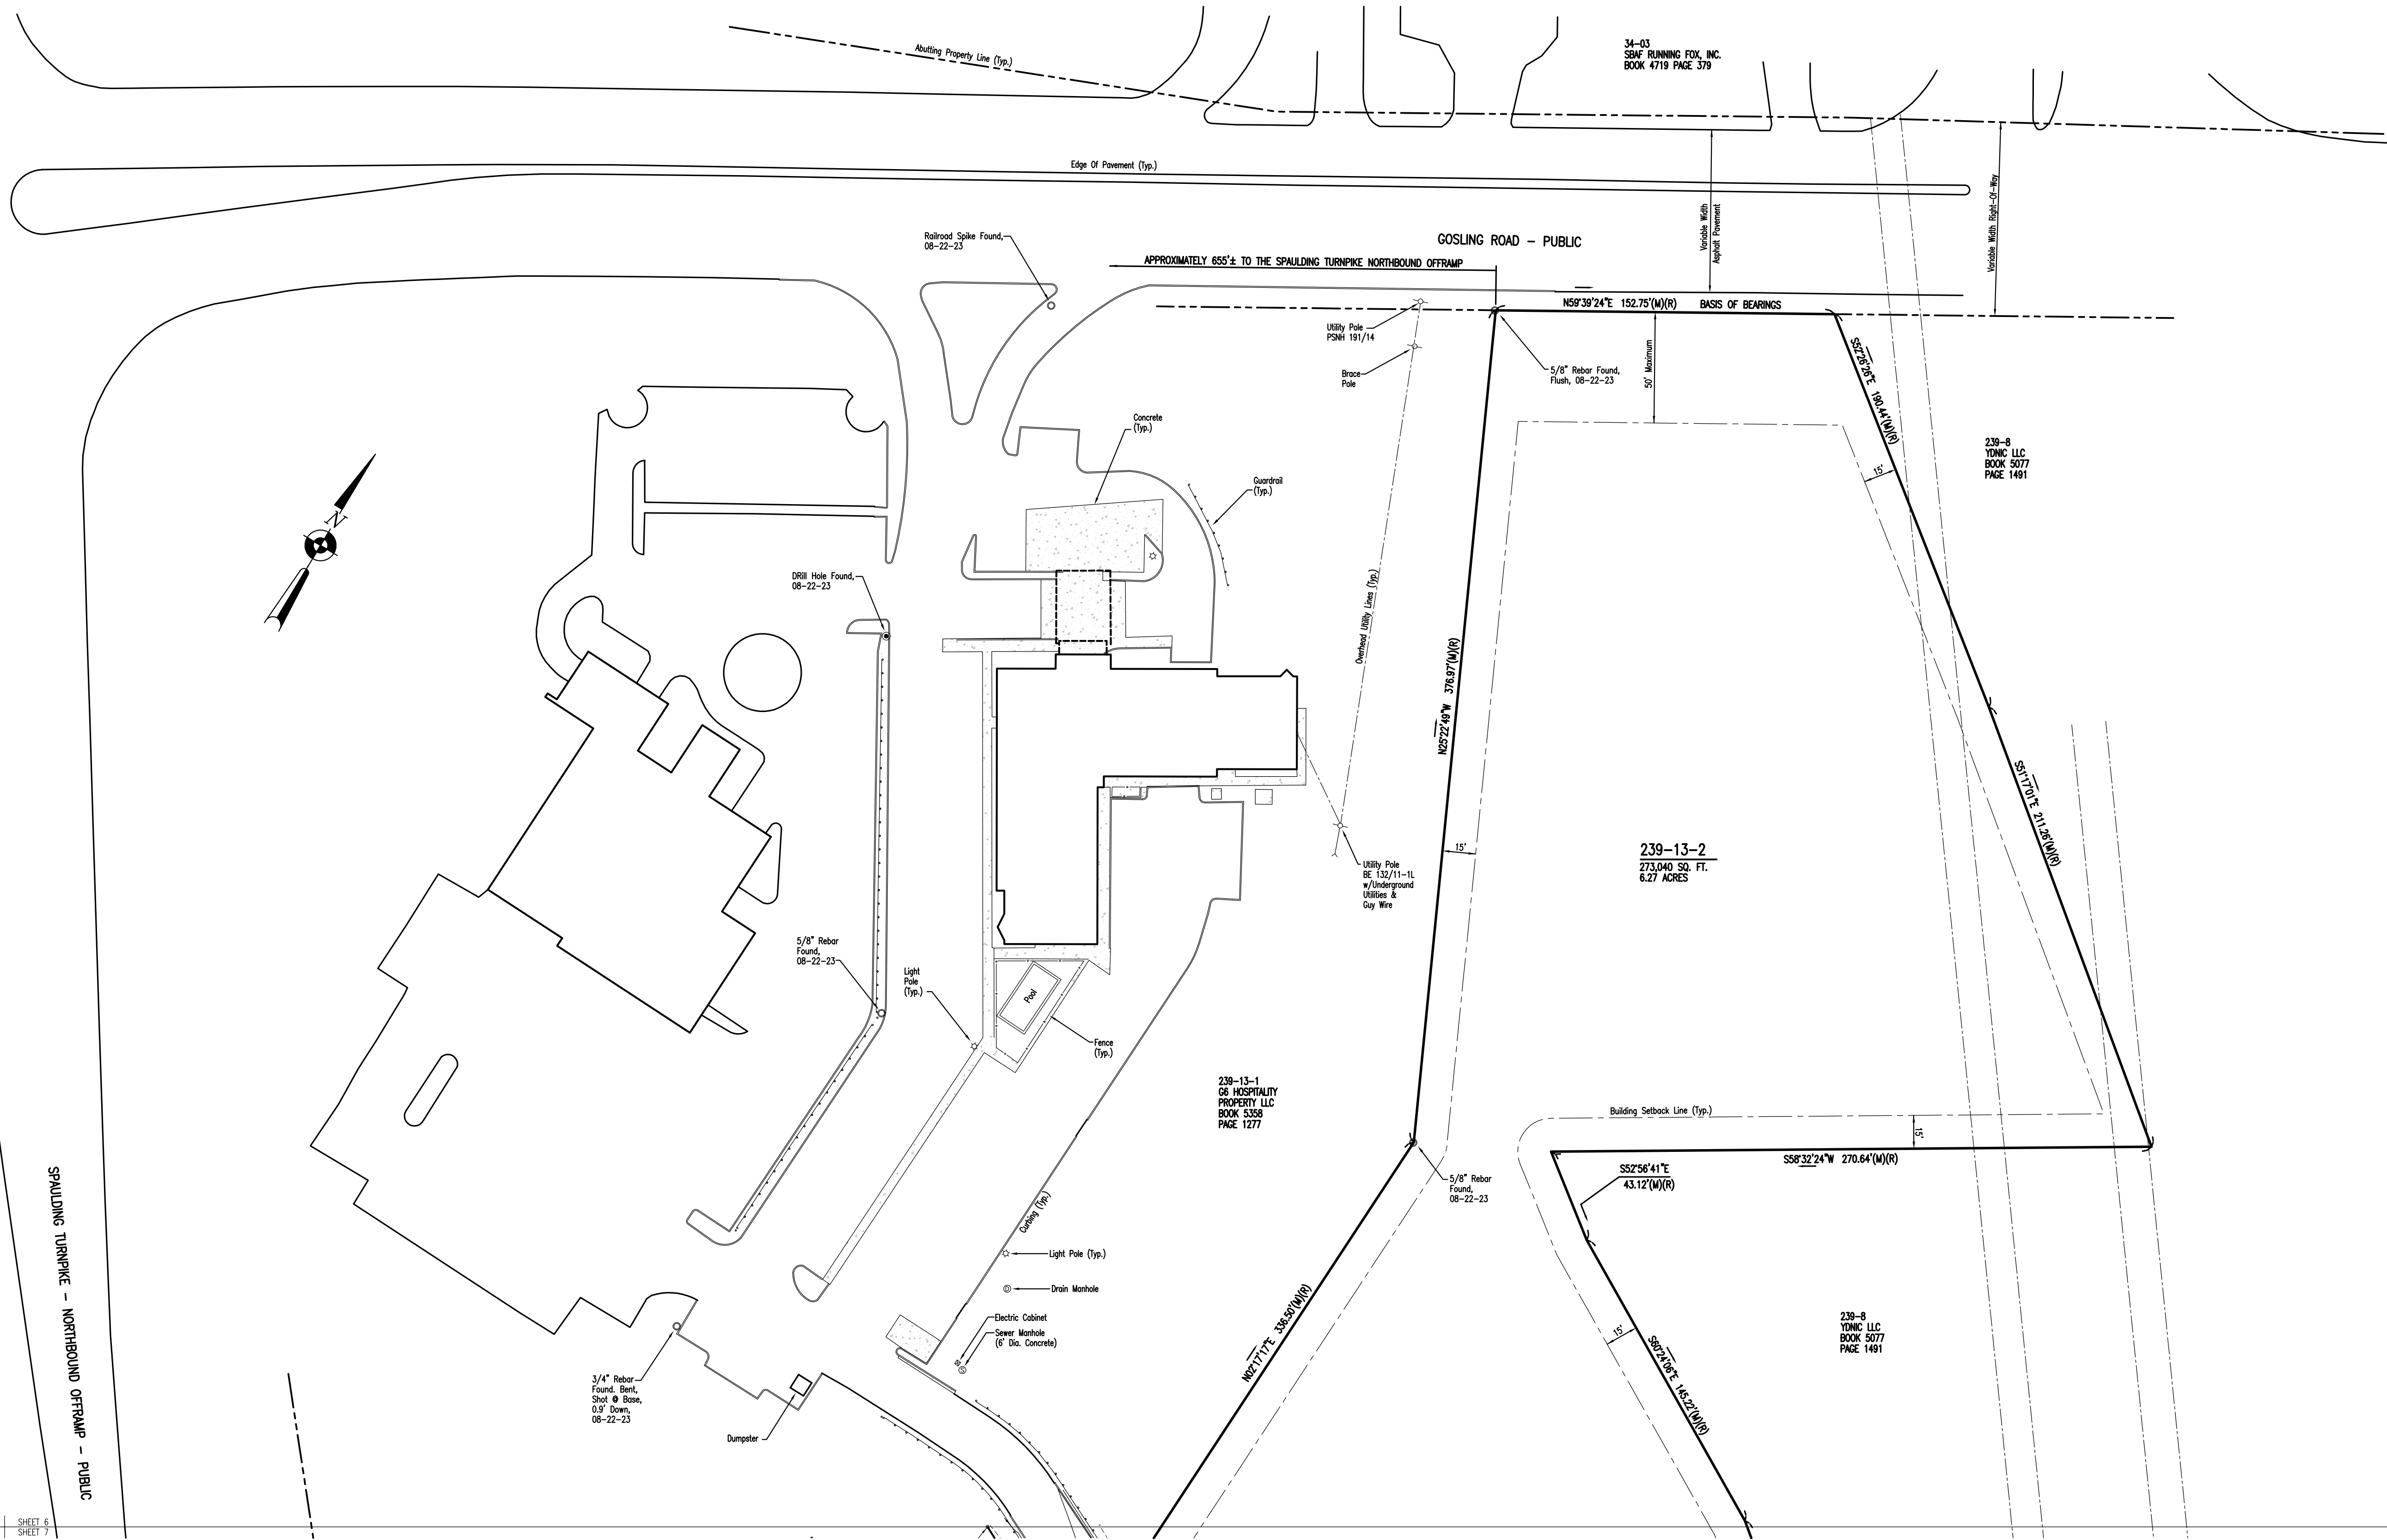 34-03
SBAF RUNNING FOX, INC.
BOOK 4719 PAGE 379
Abutting Property Line (Typ.)
Edge Of Pavement (Typ.)
Variable Width
Asphalt Pavement
Variable Width Right-Of-Way
Railroad Spike Found,
08-22-23
GOSLING ROAD - PUBLIC
APPROXIMATELY 655'± TO THE SPAULDING TURNPIKE NORTHBOUND OFFRAMP
N59°39'24"E 152.75'(M)(R) BASIS OF BEARINGS
Utility Pole
PSNH 191/14
Brace
Pole
5/8" Rebar Found,
Flush, 08-22-23
50' Maximum
S52°26'26"E 190.44'(M)(R)
15'
239-8
YDNIC LLC
BOOK 5077
PAGE 1491
Concrete
(Typ.)
Guardrail
(Typ.)
N
DRill Hole Found,
08-22-23
Overhead Utility Lines (Typ.)
N25°22'49"W 376.97'(M)(R)
S51°17'01"E 211.26'(M)(R)
15'
239-13-2
273,040 SQ. FT.
6.27 ACRES
Utility Pole
BE 132/11-1L
w/Underground
Utilities &
Guy Wire
5/8" Rebar
Found,
08-22-23
Light
Pole
(Typ.)
Pool
Fence
(Typ.)
239-13-1
G6 HOSPITALITY
PROPERTY LLC
BOOK 5358
PAGE 1277
Building Setback Line (Typ.)
15'
S58°32'24"W 270.64'(M)(R)
S52°56'41"E
43.12'(M)(R)
5/8" Rebar
Found,
08-22-23
Curbing (Typ.)
Light Pole (Typ.)
D
Drain Manhole
Electric Cabinet
Sewer Manhole
(6' Dia. Concrete)
S
N02°17'17"E 336.50'(M)(R)
15'
S60°24'06"E 145.22'(M)(R)
239-8
YDNIC LLC
BOOK 5077
PAGE 1491
3/4" Rebar
Found. Bent,
Shot @ Base,
0.9' Down,
08-22-23
Dumpster
SPAULDING TURNPIKE - NORTHBOUND OFFRAMP - PUBLIC
SHEET 6
SHEET 7